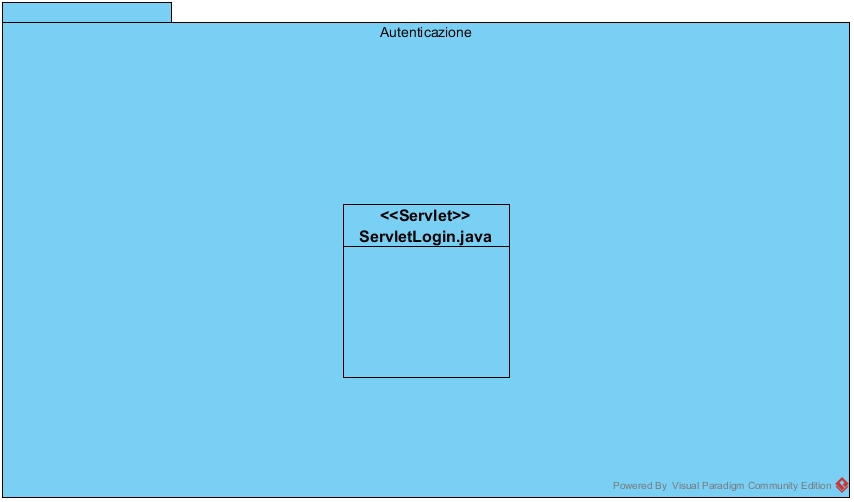 Autenticazione
<<Servlet>>
ServletLogin.java
Powered By Visual Paradigm Community Edition